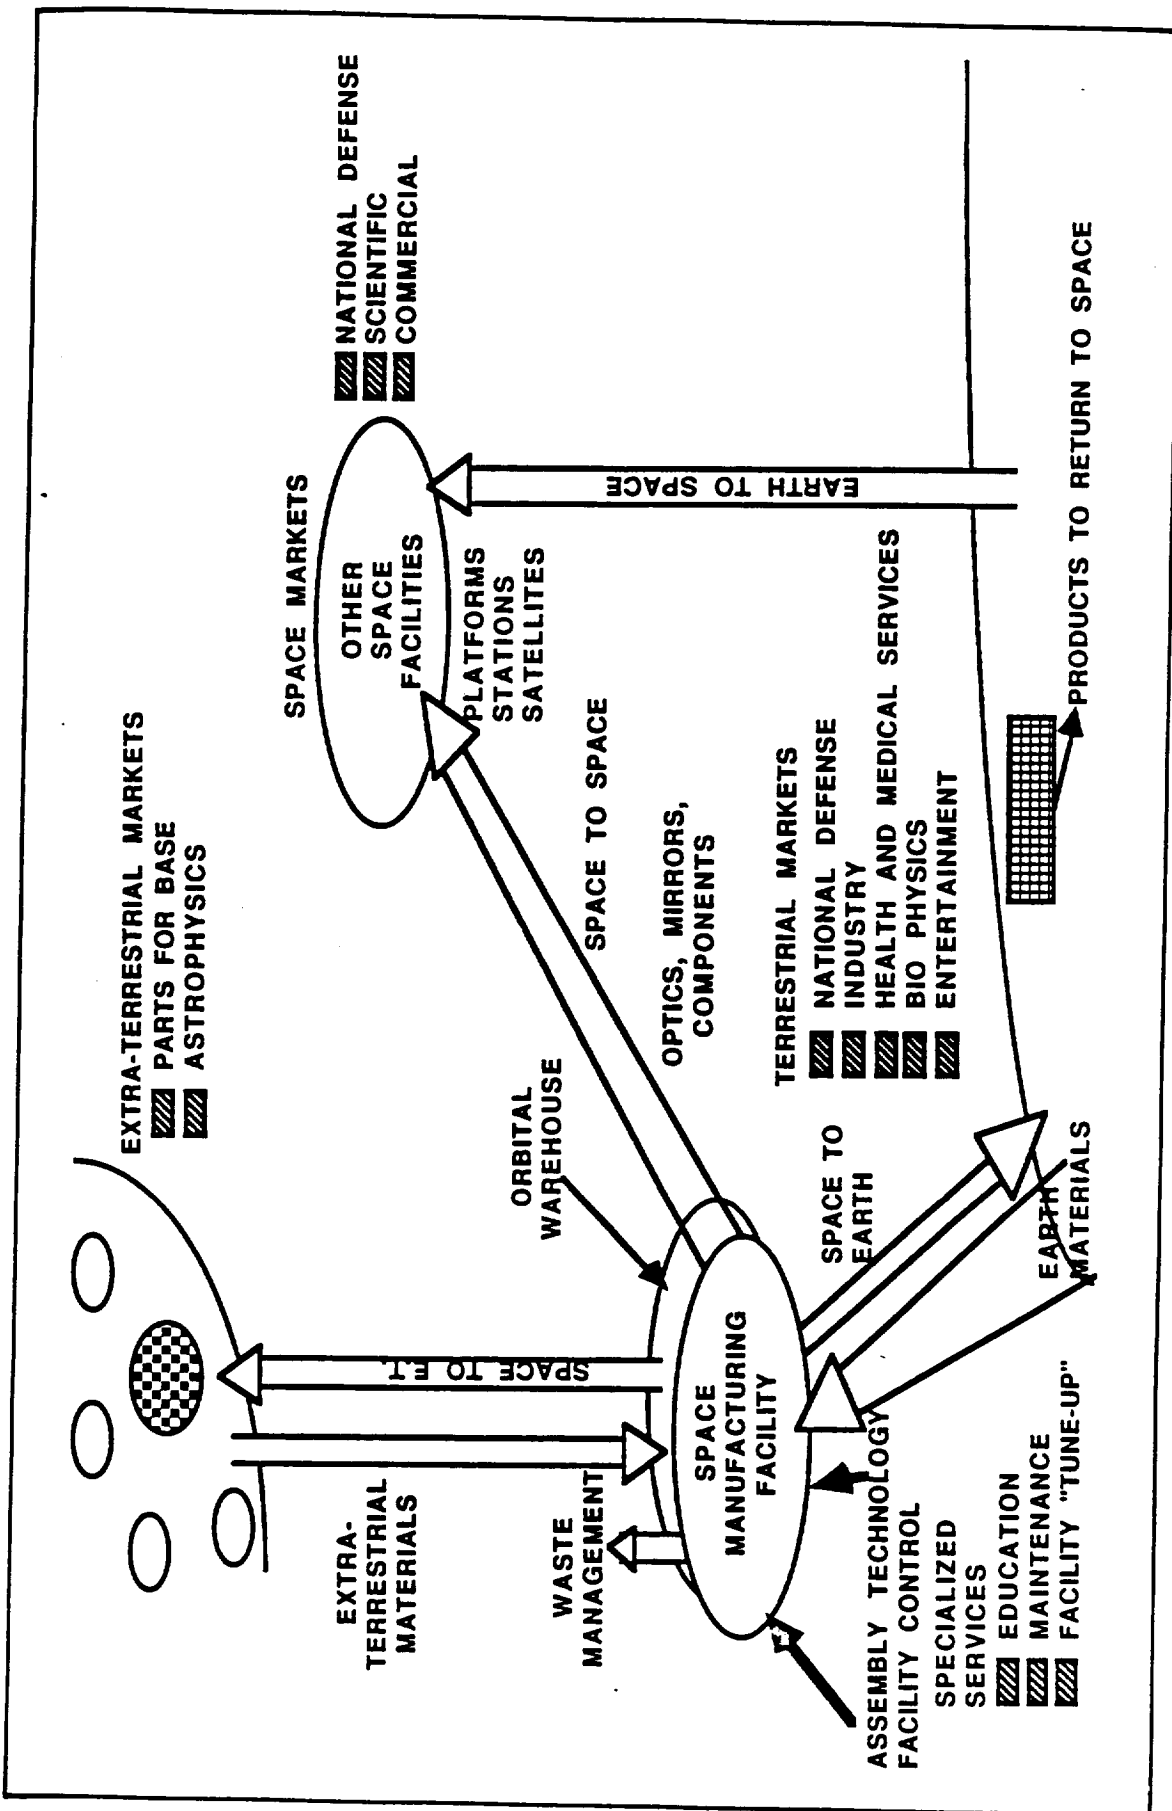 EXTRA-TERRESTRIAL MARKETS
PARTS FOR BASE
ASTROPHYSICS
SPACE MARKETS
OTHER
SPACE
FACILITIES
NATIONAL DEFENSE
SCIENTIFIC
COMMERCIAL
PLATFORMS
STATIONS
SATELLITES
EXTRA-
TERRESTRIAL
MATERIALS
SPACE TO E.T.
ORBITAL
WAREHOUSE
SPACE TO SPACE
EARTH TO SPACE
WASTE
MANAGEMENT
OPTICS, MIRRORS,
COMPONENTS
SPACE
MANUFACTURING
FACILITY
TERRESTRIAL MARKETS
NATIONAL DEFENSE
INDUSTRY
HEALTH AND MEDICAL SERVICES
BIO PHYSICS
ENTERTAINMENT
SPACE TO
EARTH
ASSEMBLY TECHNOLOGY
FACILITY CONTROL
SPECIALIZED
SERVICES
EDUCATION
MAINTENANCE
FACILITY "TUNE-UP"
EARTH
MATERIALS
PRODUCTS TO RETURN TO SPACE